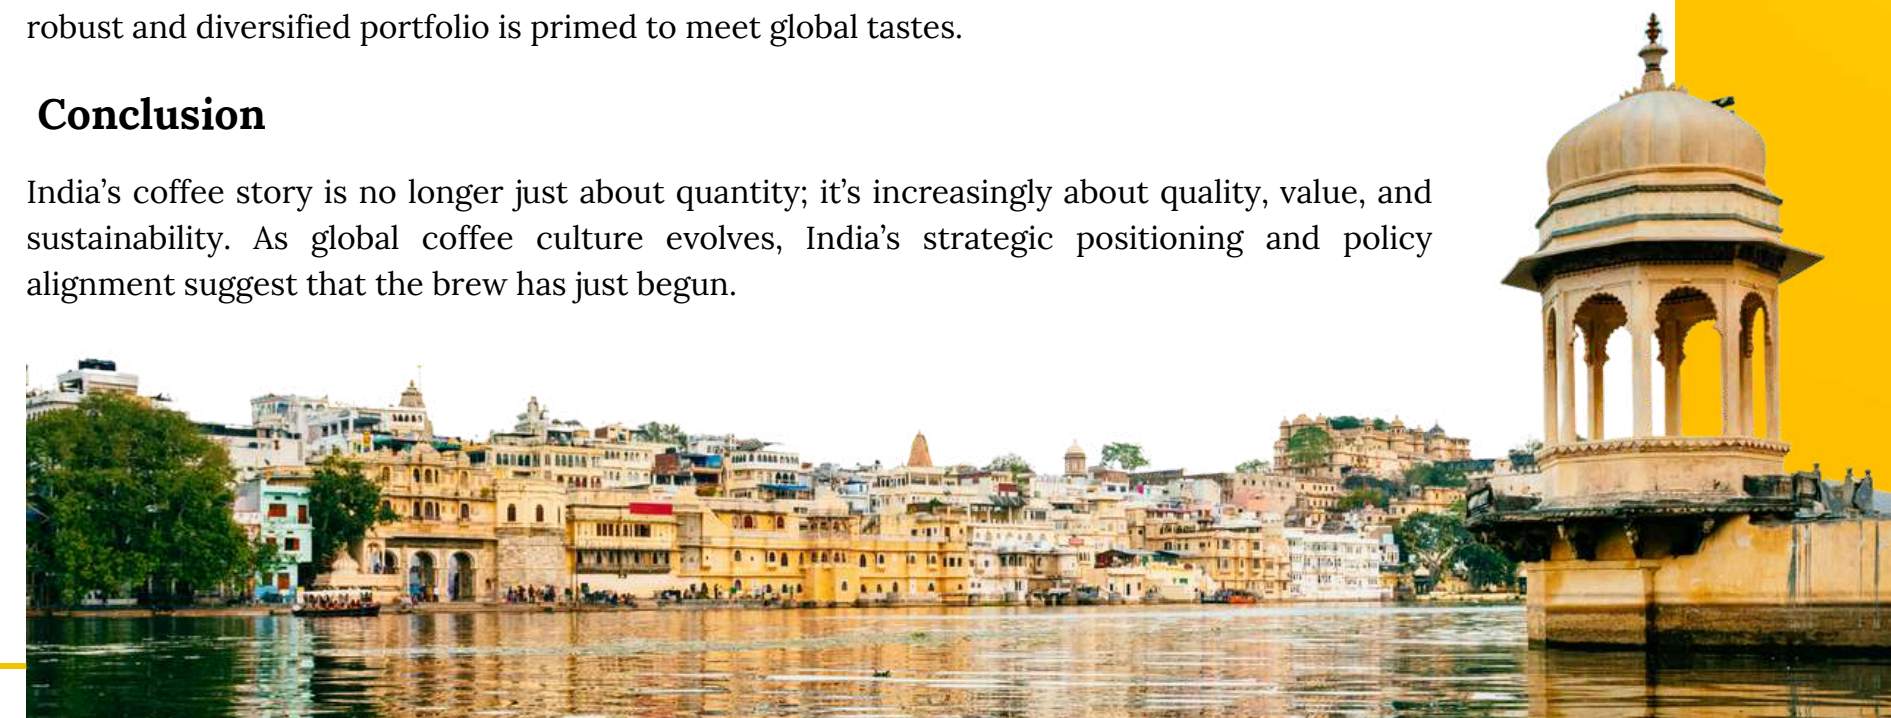 robust and diversified portfolio is primed to meet global tastes.
Conclusion
India’s coffee story is no longer just about quantity; it’s increasingly about quality, value, and
sustainability. As global coffee culture evolves, India’s strategic positioning and policy
alignment suggest that the brew has just begun.